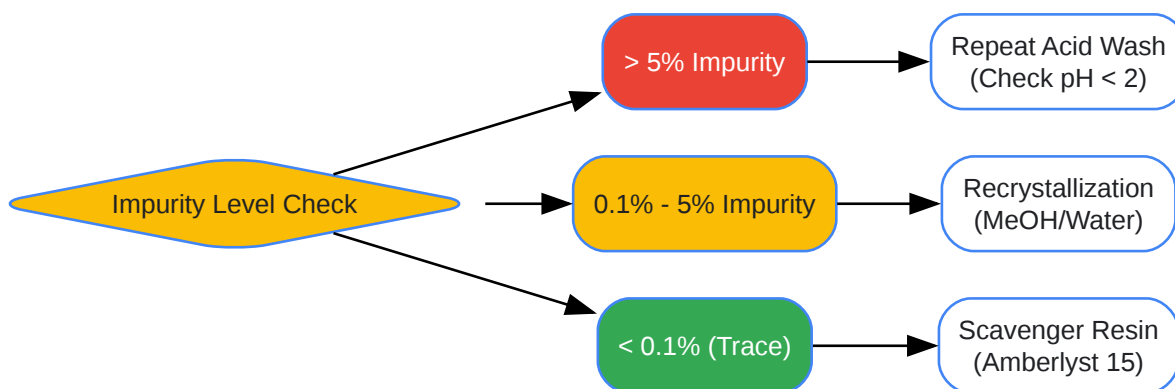 Impurity Level Check
> 5% Impurity
Repeat Acid Wash
(Check pH < 2)
0.1% - 5% Impurity
Recrystallization
(MeOH/Water)
< 0.1% (Trace)
Scavenger Resin
(Amberlyst 15)